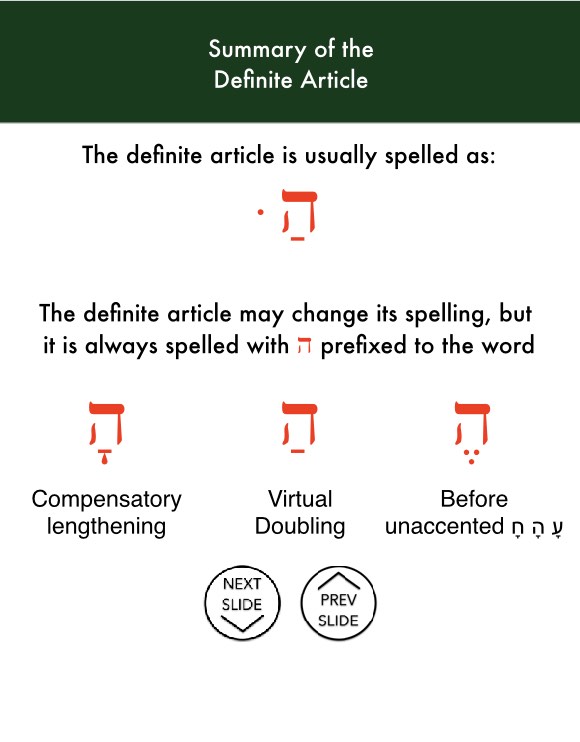 Summary of the
Definite Article
The definite article is usually spelled as:
הַ ·
The definite article may change its spelling, but
it is always spelled with ה prefixed to the word
הָ
Compensatory
lengthening
הַ
Virtual
Doubling
הֶ
Before
unaccented עָ הָ חָ
NEXT
SLIDE
PREV
SLIDE